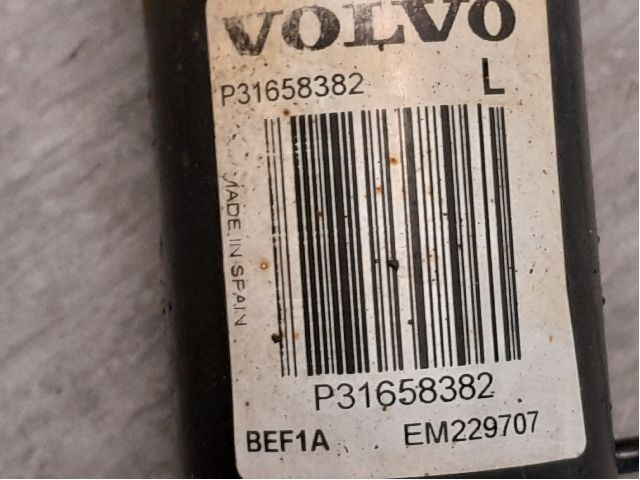 VOLVO
P31658382 L
MADE IN SPAIN
P31658382
BEF1A EM229707